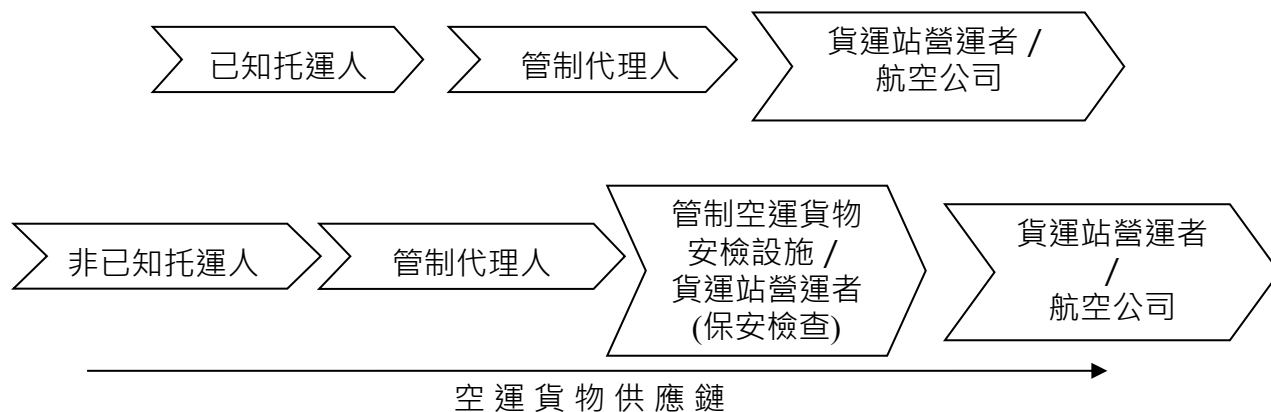 已知托運人
管制代理人
貨運站營運者 /
航空公司
非已知托運人
管制代理人
管制空運貨物
安檢設施 /
貨運站營運者
(保安檢查)
貨運站營運者
/
航空公司
空運貨物供應鏈